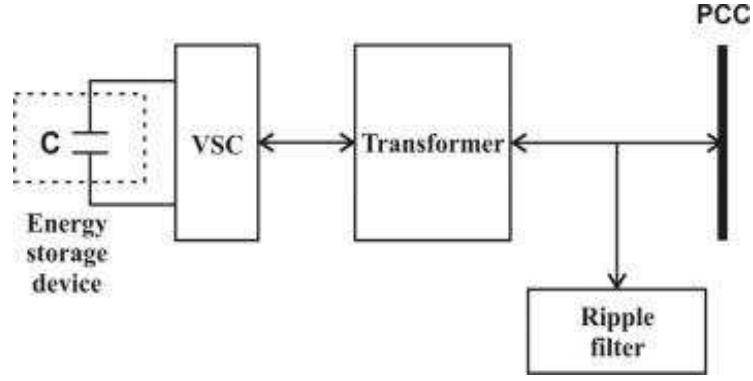 PCC
C
VSC
Transformer
Energy
storage
device
Ripple
filter